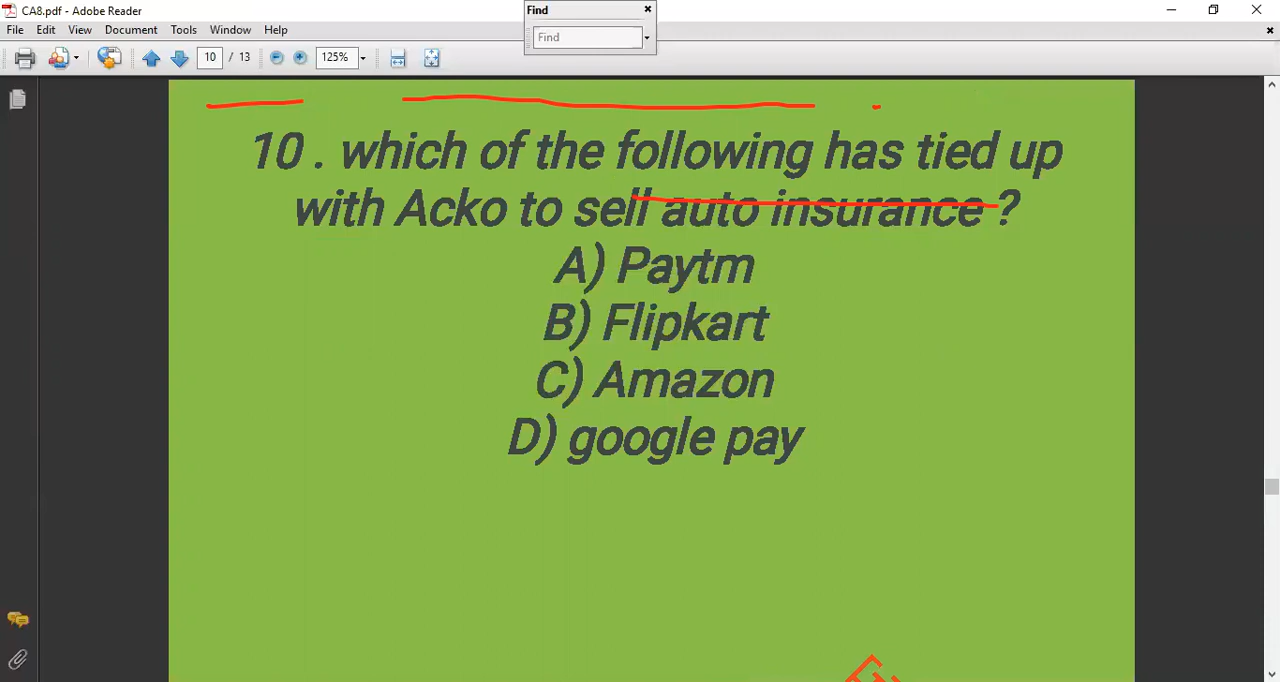 CA8.pdf - Adobe Reader
Find
File Edit View Document Tools Window Help
Find
10 / 13 125%
10 . which of the following has tied up
with Acko to sell auto insurance ?
A) Paytm
B) Flipkart
C) Amazon
D) google pay